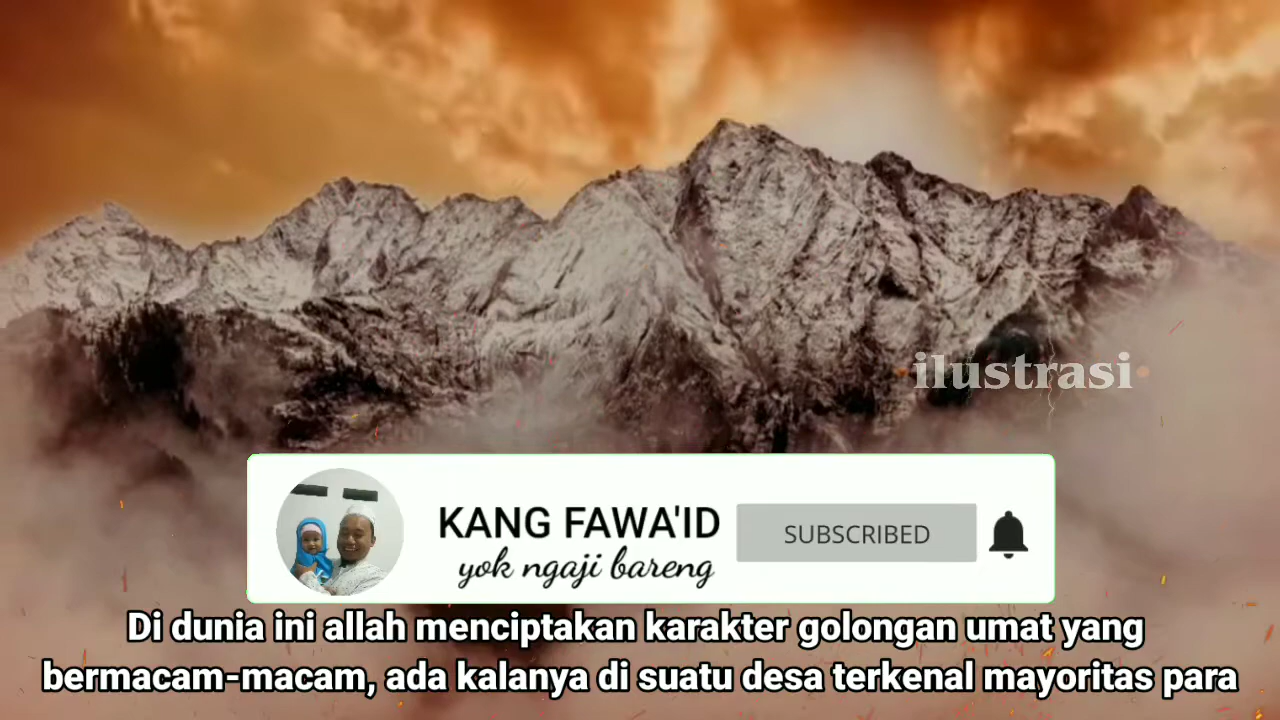 ilustrasi
KANG FAWA'ID
yok ngaji bareng
SUBSCRIBED
Di dunia ini allah menciptakan karakter golongan umat yang
bermacam-macam, ada kalanya di suatu desa terkenal mayoritas para